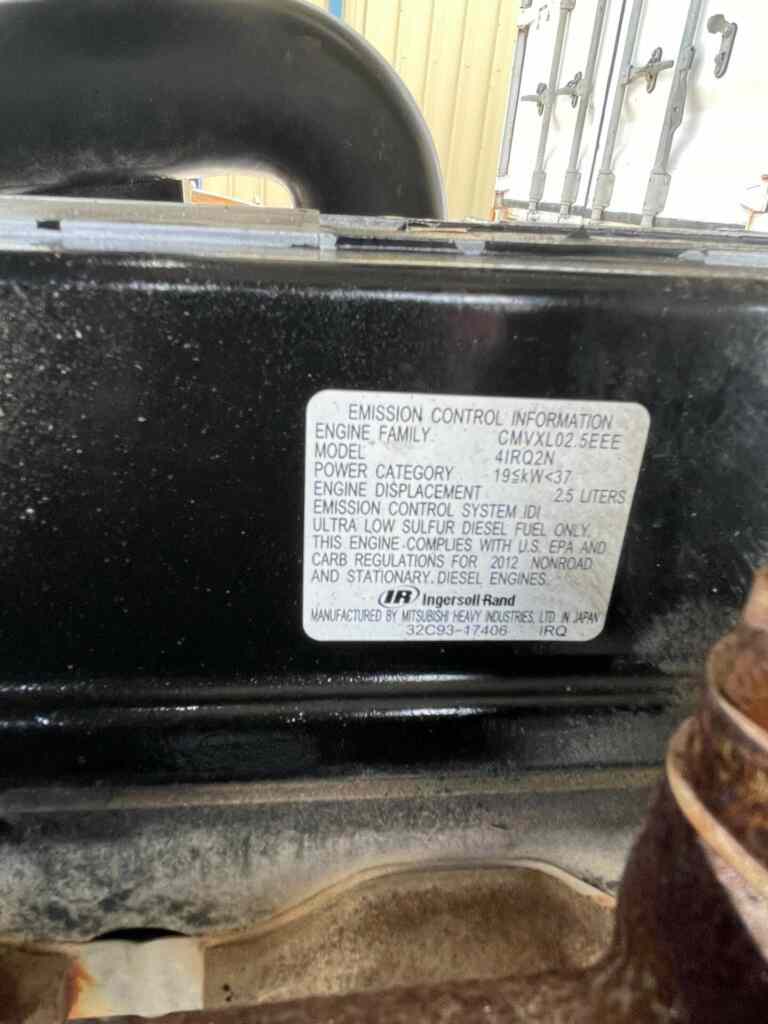 EMISSION CONTROL INFORMATION
ENGINE FAMILY CMVXL02.5EEE
MODEL 4IRQ2N
POWER CATEGORY 19≤kW<37
ENGINE DISPLACEMENT 2.5 LITERS
EMISSION CONTROL SYSTEM IDI
ULTRA LOW SULFUR DIESEL FUEL ONLY.
THIS ENGINE COMPLIES WITH U.S. EPA AND
CARB REGULATIONS FOR 2012 NONROAD
AND STATIONARY. DIESEL ENGINES.
IR Ingersoll-Rand
MANUFACTURED BY MITSUBISHI HEAVY INDUSTRIES, LTD. IN JAPAN
32C93-17406 IRQ